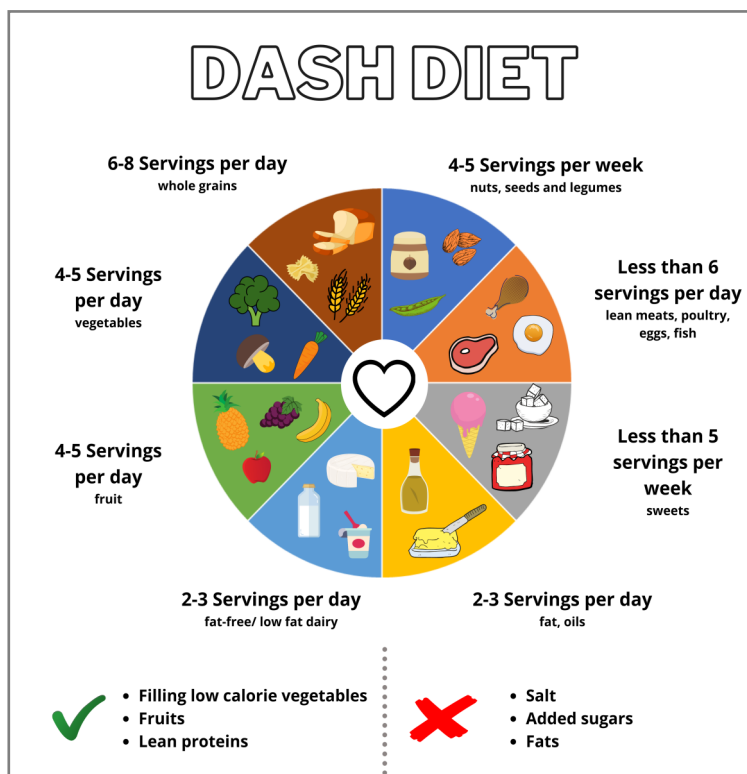 DASH DIET
6-8 Servings per day
whole grains
4-5 Servings per week
nuts, seeds and legumes
4-5 Servings
per day
vegetables
Less than 6
servings per day
lean meats, poultry,
eggs, fish
4-5 Servings
per day
fruit
Less than 5
servings per
week
sweets
2-3 Servings per day
fat-free/ low fat dairy
2-3 Servings per day
fat, oils
• Filling low calorie vegetables
• Fruits
• Lean proteins
• Salt
• Added sugars
• Fats